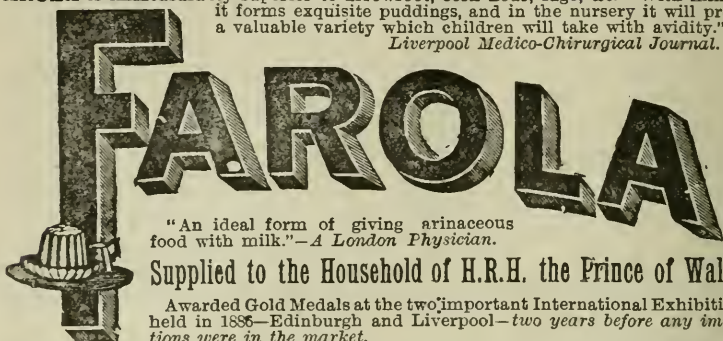 superior to
it forms exquisite puddings, and in the nursery it will pr
a valuable variety which children will take with avidity."
Liverpool Medico-Chirurgical Journal.
FAROLA
"An ideal form of giving arinaceous
food with milk."—A London Physician.
Supplied to the Household of H.R.H. the Prince of Wal
Awarded Gold Medals at the two important International Exhibiti
held in 1886—Edinburgh and Liverpool—two years before any im
tions were in the market.